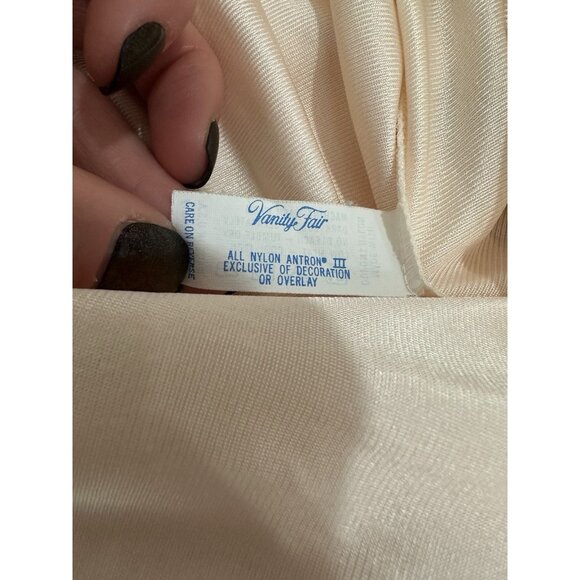 Vanity Fair
ALL NYLON ANTRON® III
EXCLUSIVE OF DECORATION
OR OVERLAY
CARE ON REVERSE